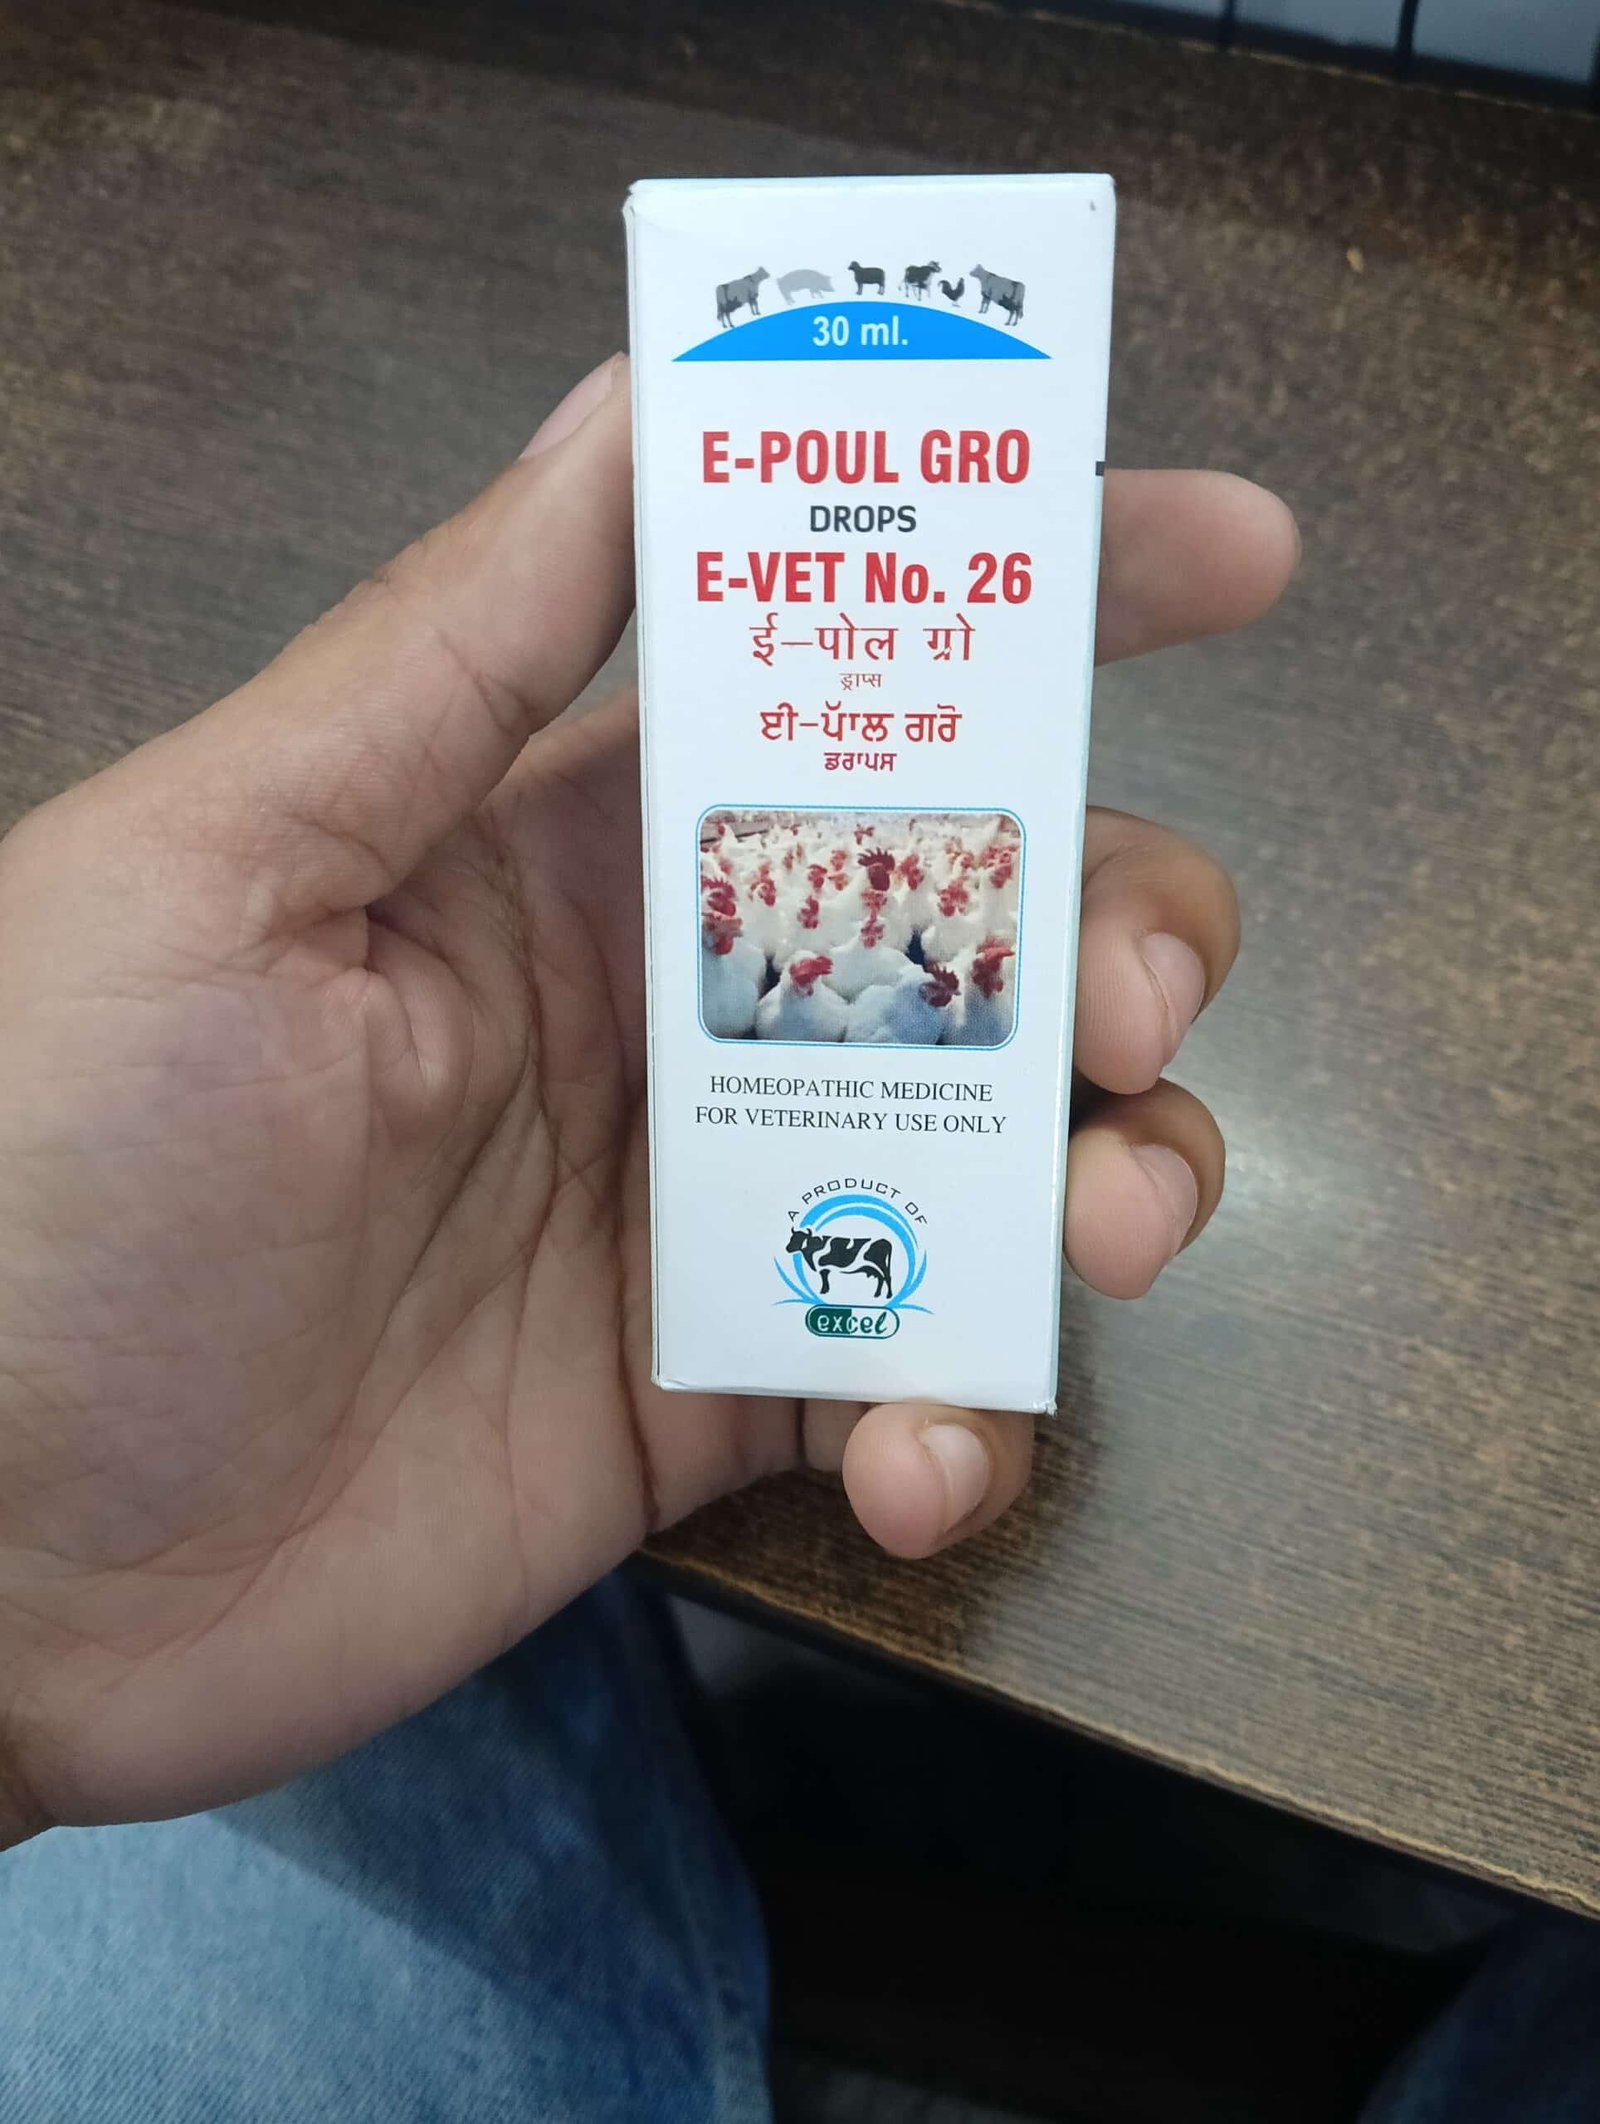 30 ml.
E-POUL GRO
DROPS
E-VET No. 26
ई–पोल ग्रो
ड्राप्स
ਈ-ਪੱਾਲ ਗਰੋ
ਡਰਾਪਸ
HOMEOPATHIC MEDICINE
FOR VETERINARY USE ONLY
A PRODUCT OF
excel